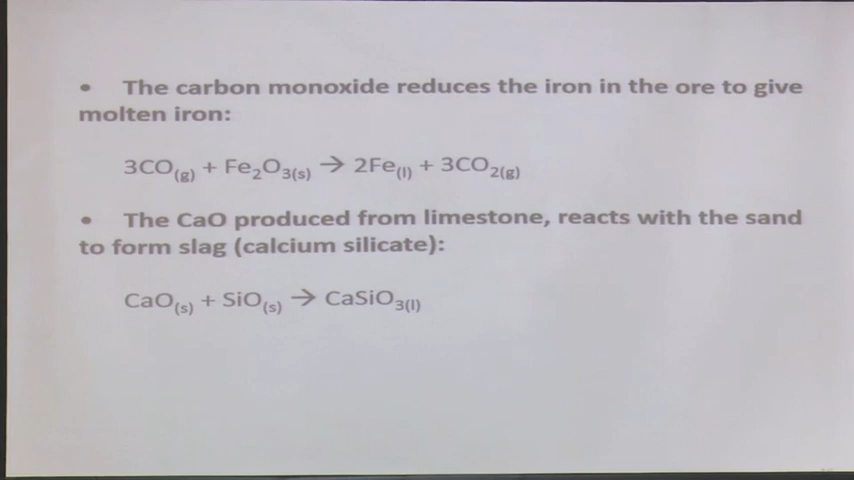 • The carbon monoxide reduces the iron in the ore to give
molten iron:
3CO(g) + Fe2O3(s) → 2Fe(l) + 3CO2(g)
• The CaO produced from limestone, reacts with the sand
to form slag (calcium silicate):
CaO(s) + SiO(s) → CaSiO3(l)